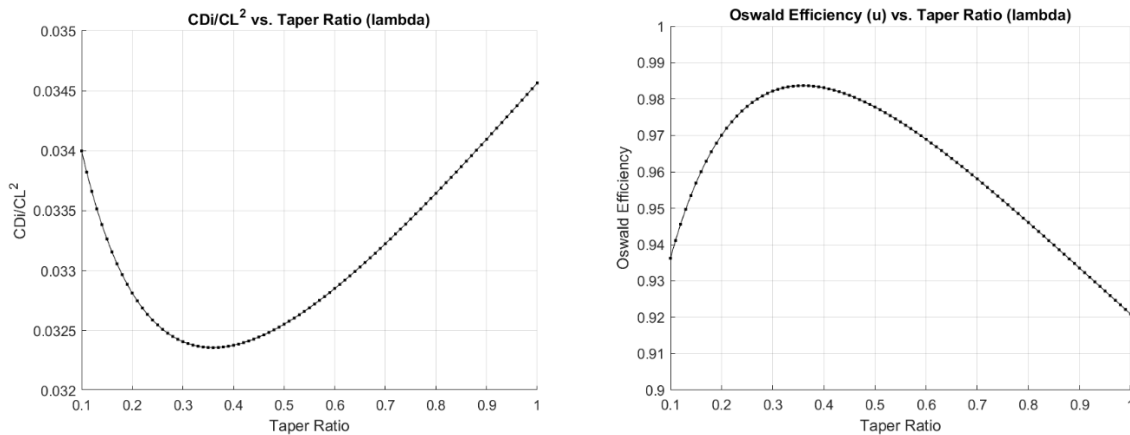 CDi/CL² vs. Taper Ratio (lambda)
CDi/CL²
0.035
0.0345
0.034
0.0335
0.033
0.0325
0.032
0.1 0.2 0.3 0.4 0.5 0.6 0.7 0.8 0.9 1
Taper Ratio
Oswald Efficiency (u) vs. Taper Ratio (lambda)
Oswald Efficiency
1
0.99
0.98
0.97
0.96
0.95
0.94
0.93
0.92
0.91
0.9
0.1 0.2 0.3 0.4 0.5 0.6 0.7 0.8 0.9 1
Taper Ratio